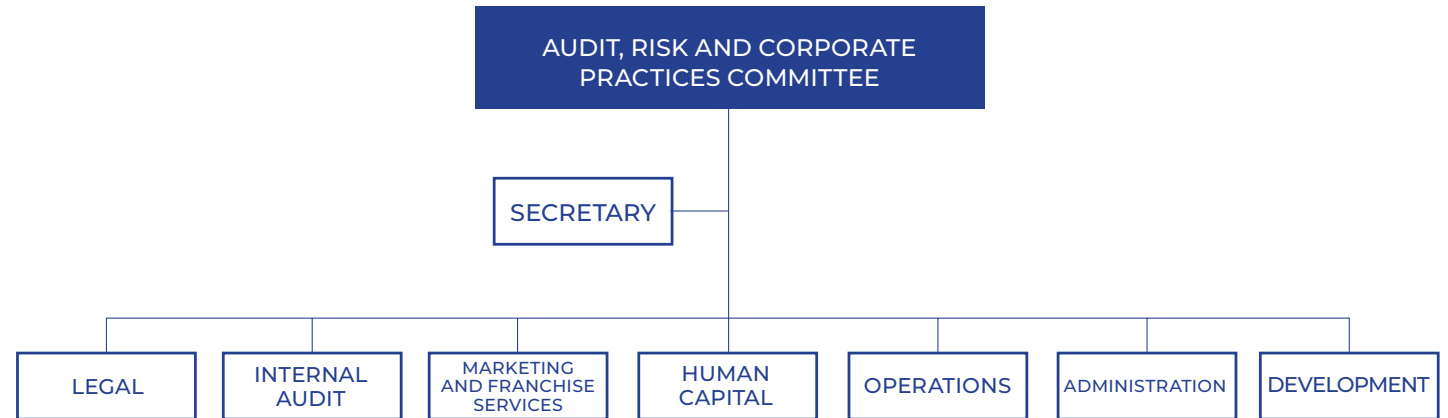 AUDIT, RISK AND CORPORATE
PRACTICES COMMITTEE
SECRETARY
LEGAL
INTERNAL
AUDIT
MARKETING
AND FRANCHISE
SERVICES
HUMAN
CAPITAL
OPERATIONS
ADMINISTRATION
DEVELOPMENT